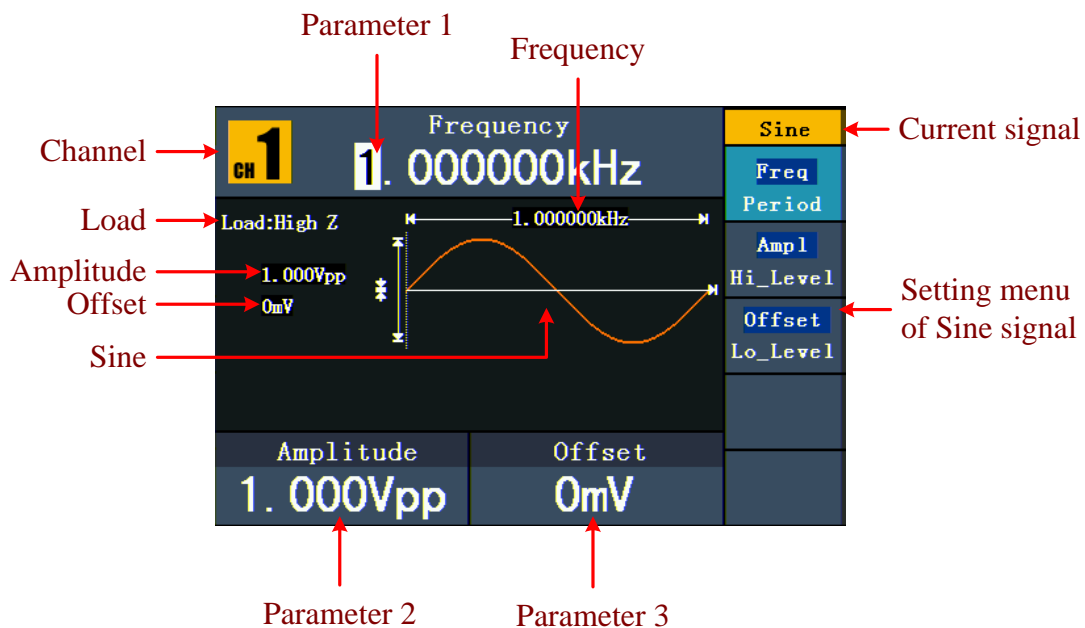 Parameter 1
Frequency
Channel
CH 1
Frequency
1.000000kHz
Sine
Current signal
Freq
Period
Load
Load:High Z
1.000000kHz
Amplitude
1.000Vpp
Ampl
Hi_Level
Offset
0mV
Offset
Lo_Level
Setting menu
of Sine signal
Sine
Amplitude
1.000Vpp
Offset
0mV
Parameter 2
Parameter 3